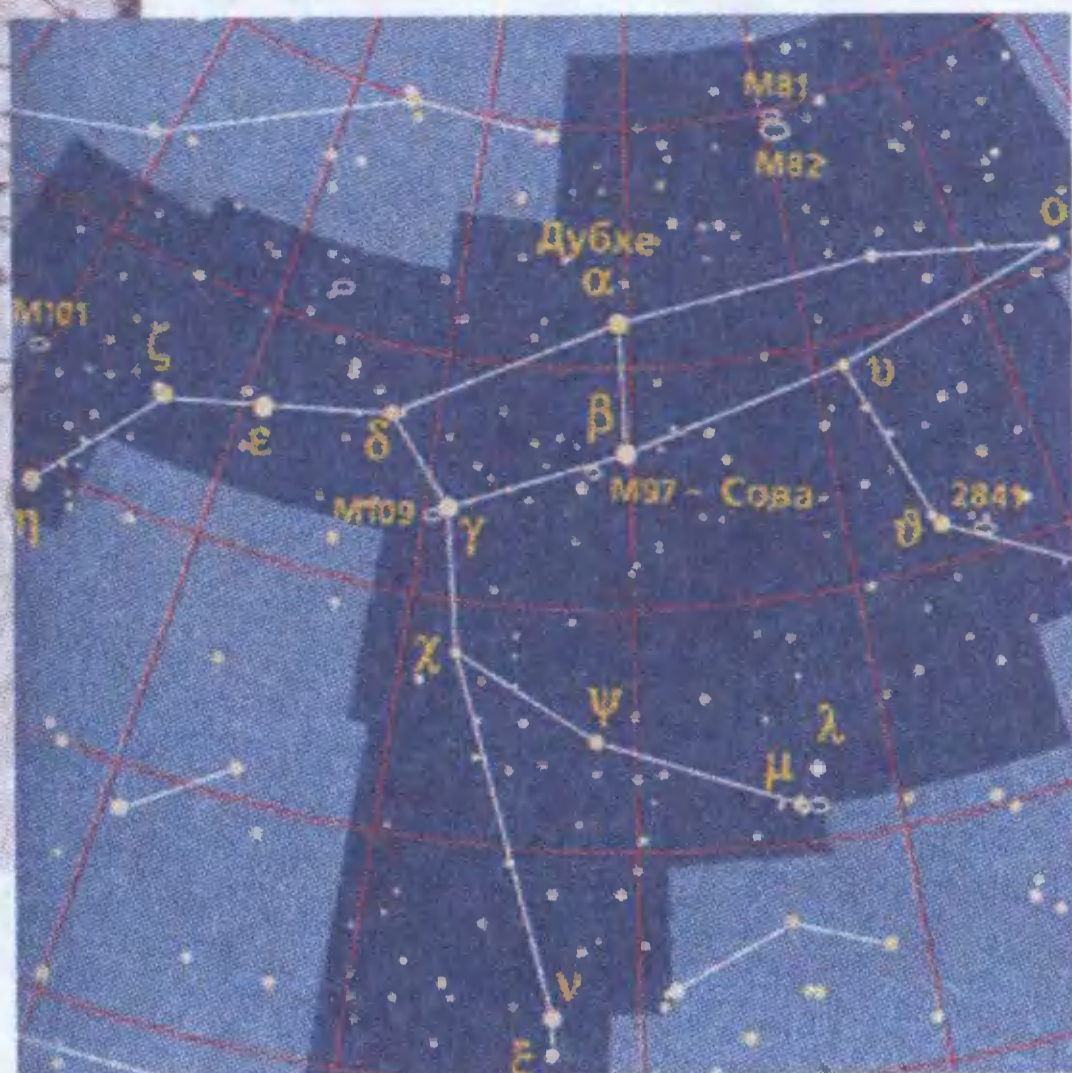 M81
M82
ο
Дубхе
α
M101
ζ
β
υ
ε
δ
M97 - Сова
2841
η
M109
γ
ϑ
χ
ψ
λ
μ
ν
ξ